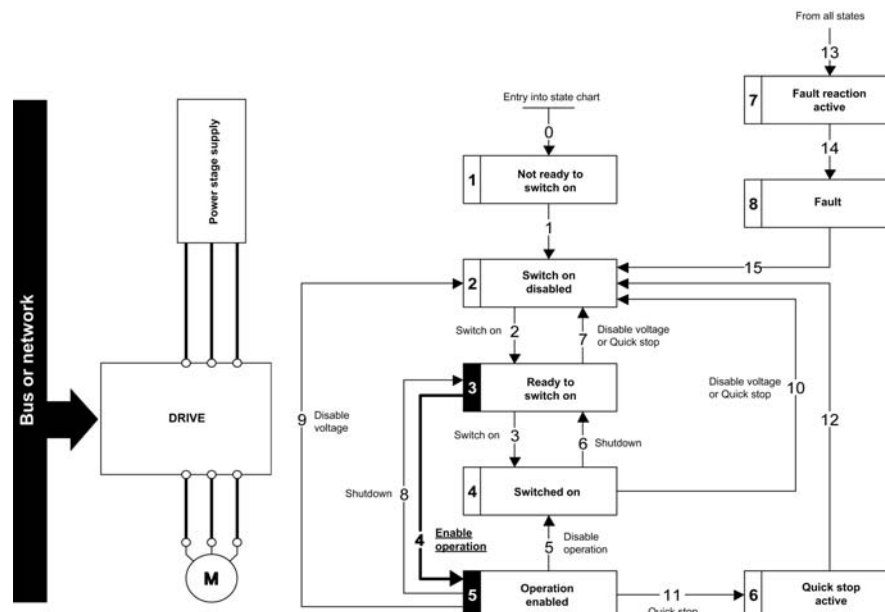 From all states
13
7
Fault reaction
active
14
8
Fault
15
Entry into state chart
0
1
Not ready to
switch on
1
2
Switch on
disabled
Switch on
2
7
Disable voltage
or Quick stop
3
Ready to
switch on
Switch on
3
6
Shutdown
4
Switched on
Disable voltage
or Quick stop
10
12
9
Disable
voltage
Shutdown
8
4
Enable
operation
5
Disable
operation
5
Operation
enabled
11
Quick stop
6
Quick stop
active
Bus or network
Power stage supply
DRIVE
M